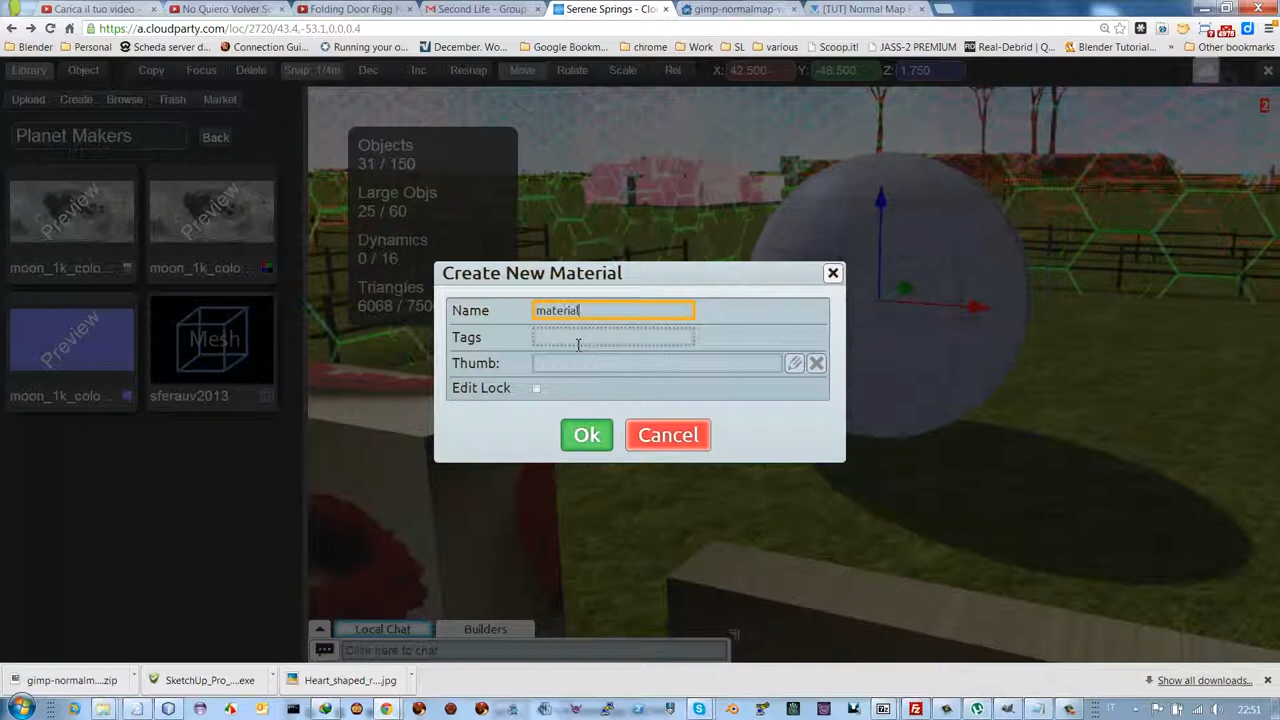 Carica il tuo video -
No Quiero Volver S
Folding Door Rigg N
Second Life - Group
Serene Springs - Clo
gimp-normalmap-w
[TUT] Normal Map F
https://a.cloudparty.com/loc/2720/43.4,-53.1,0.0,0.4
Blender
Personal
Scheda server d...
Connection Gui...
Running your o...
December. Wo...
Google Bookm...
chrome
Work
SL
various
Scoop.it!
JASS-2 PREMIUM
Real-Debrid | Q...
Blender Tutorial...
Other bookmarks
Library
Object
Copy
Focus
Delete
Snap: 1/4m
Dec
Inc
Resnap
Move
Rotate
Scale
Rel
X: 42.500
Y: -48.500
Z: 1.750
Upload
Create
Browse
Trash
Market
Planet Makers
Back
Preview
Preview
moon_1k_colo...
moon_1k_colo...
Preview
Mesh
moon_1k_colo...
sferauv2013
Objects
31 / 150
Large Objs
25 / 60
Dynamics
0 / 16
Triangles
6068 / 750
2
Create New Material
Name
material
Tags
Thumb:
Edit Lock
Ok
Cancel
Local Chat
Builders
Click here to chat
gimp-normalm....zip
SketchUp_Pro_....exe
Heart_shaped_r....jpg
Show all downloads...
IT
22:51